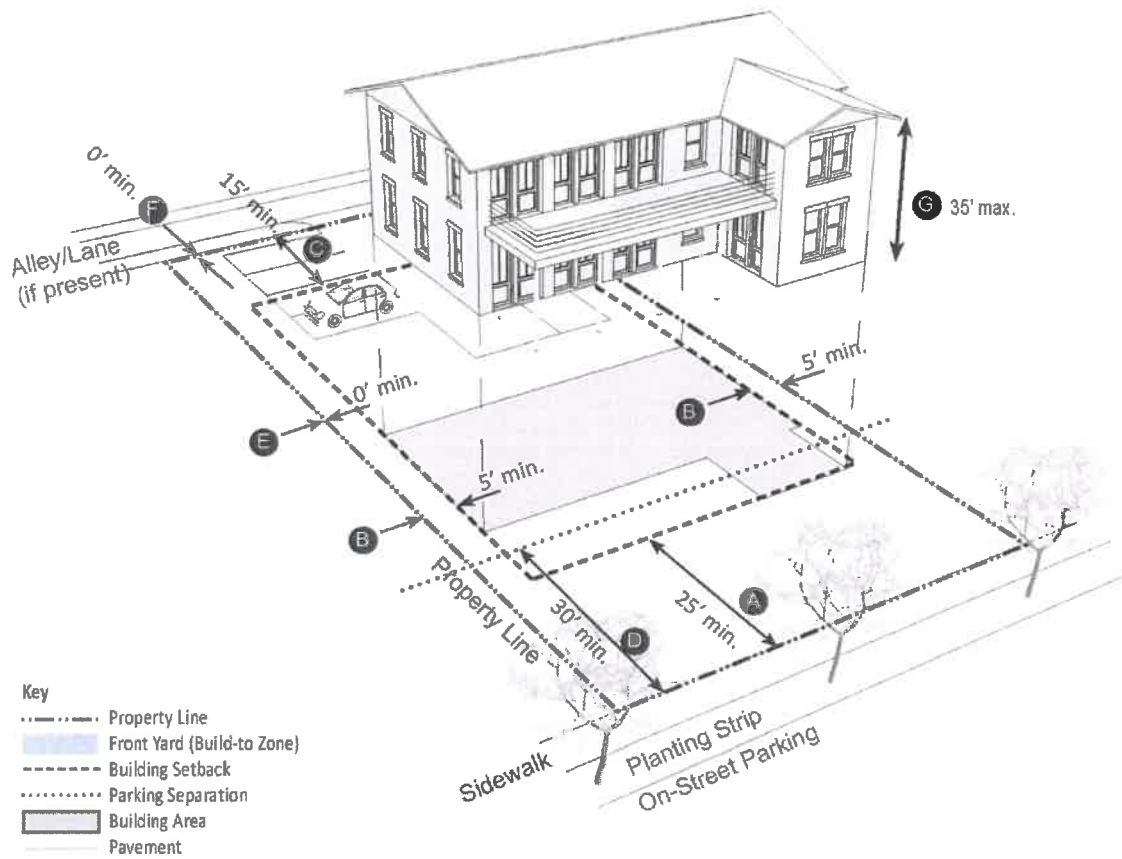 0' min.
F
15' min.
C
Alley/Lane
(if present)
G 35' max.
0' min.
E
5' min.
B
5' min.
B
Property Line
30' min.
D
25' min.
A
Sidewalk
Planting Strip
On-Street Parking
Key
Property Line
Front Yard (Build-to Zone)
Building Setback
Parking Separation
Building Area
Pavement